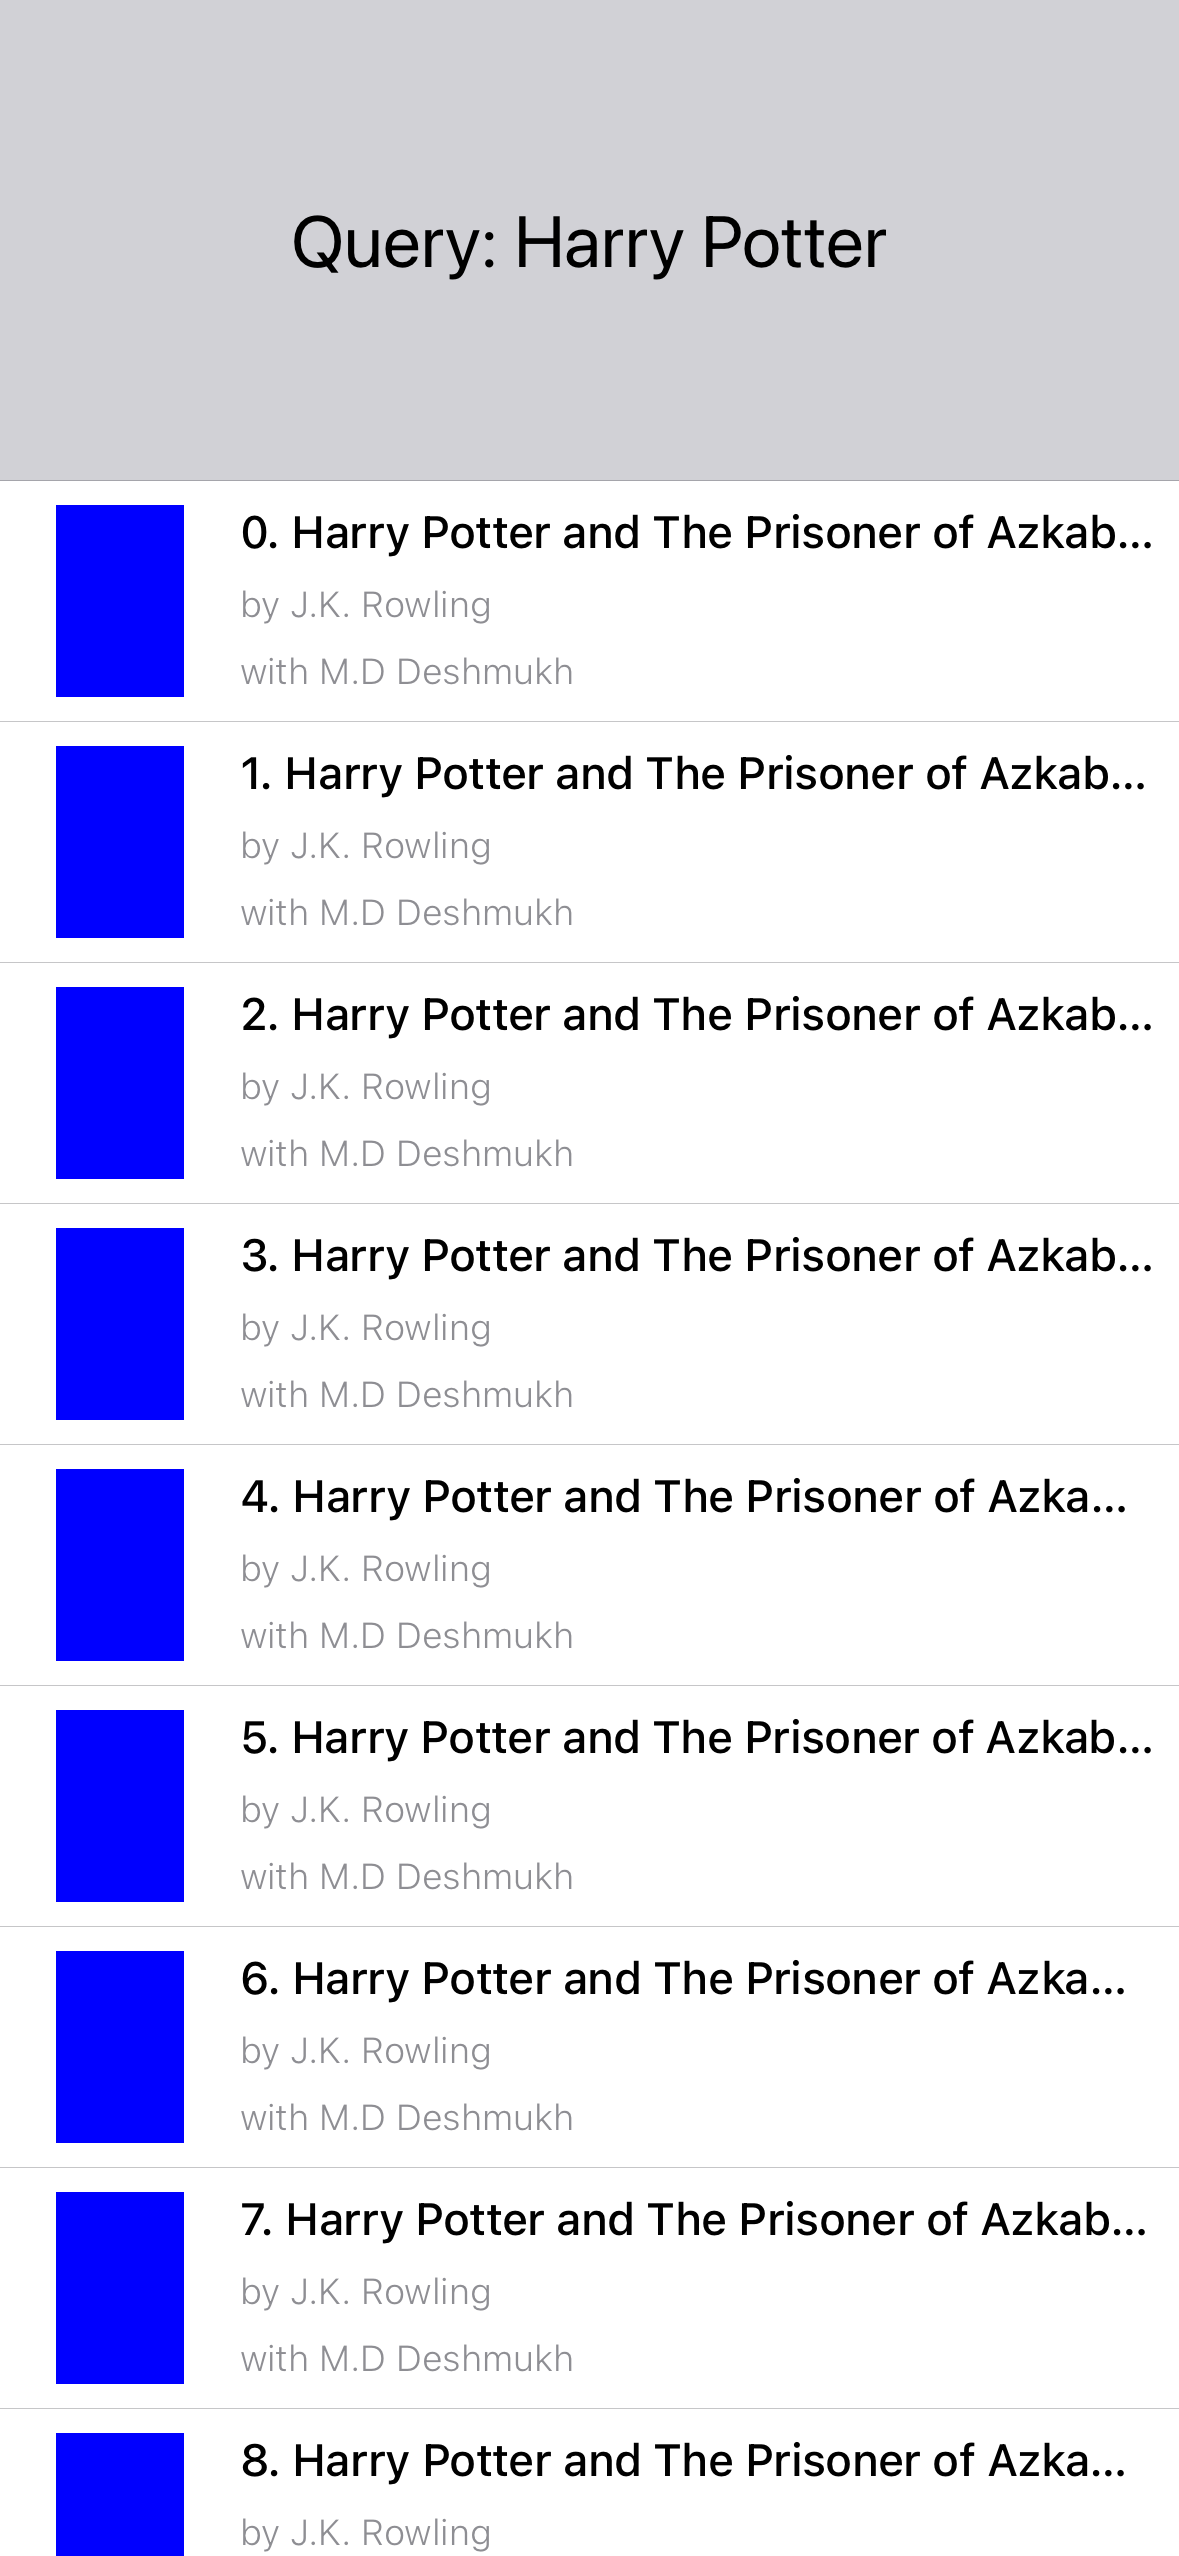 Query: Harry Potter
0. Harry Potter and The Prisoner of Azkab...
by J.K. Rowling
with M.D Deshmukh
1. Harry Potter and The Prisoner of Azkab...
by J.K. Rowling
with M.D Deshmukh
2. Harry Potter and The Prisoner of Azkab...
by J.K. Rowling
with M.D Deshmukh
3. Harry Potter and The Prisoner of Azkab...
by J.K. Rowling
with M.D Deshmukh
4. Harry Potter and The Prisoner of Azka...
by J.K. Rowling
with M.D Deshmukh
5. Harry Potter and The Prisoner of Azkab...
by J.K. Rowling
with M.D Deshmukh
6. Harry Potter and The Prisoner of Azka...
by J.K. Rowling
with M.D Deshmukh
7. Harry Potter and The Prisoner of Azkab...
by J.K. Rowling
with M.D Deshmukh
8. Harry Potter and The Prisoner of Azka...
by J.K. Rowling